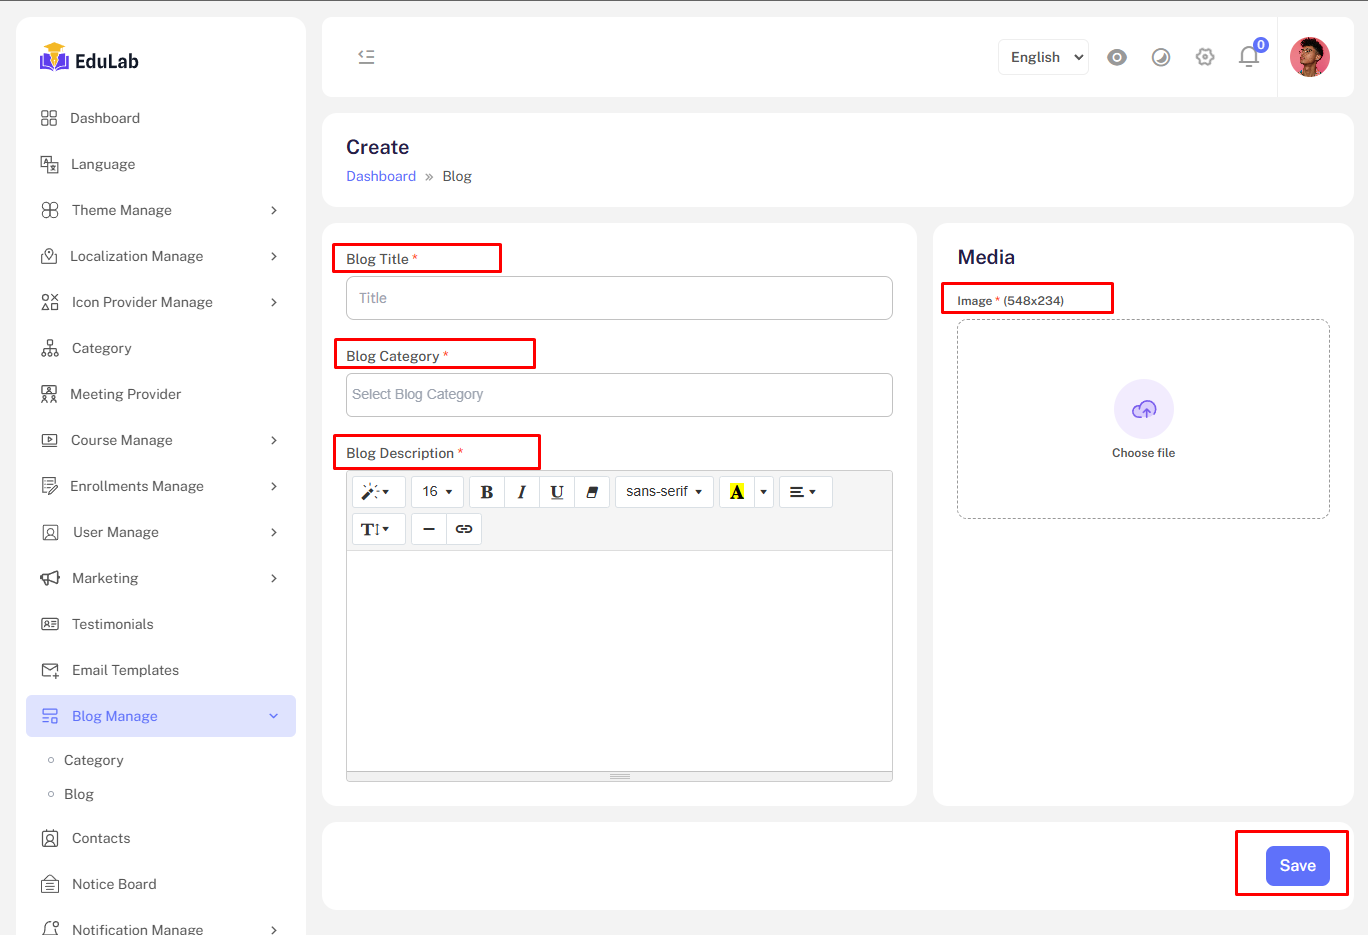 EduLab
Dashboard
Language
Theme Manage
Localization Manage
Icon Provider Manage
Category
Meeting Provider
Course Manage
Enrollments Manage
User Manage
Marketing
Testimonials
Email Templates
Blog Manage
Category
Blog
Contacts
Notice Board
Notification Manage
English
0
Create
Dashboard » Blog
Blog Title *
Title
Blog Category *
Select Blog Category
Blog Description *
16 B I U sans-serif A
T
Media
Image * (548x234)
Choose file
Save